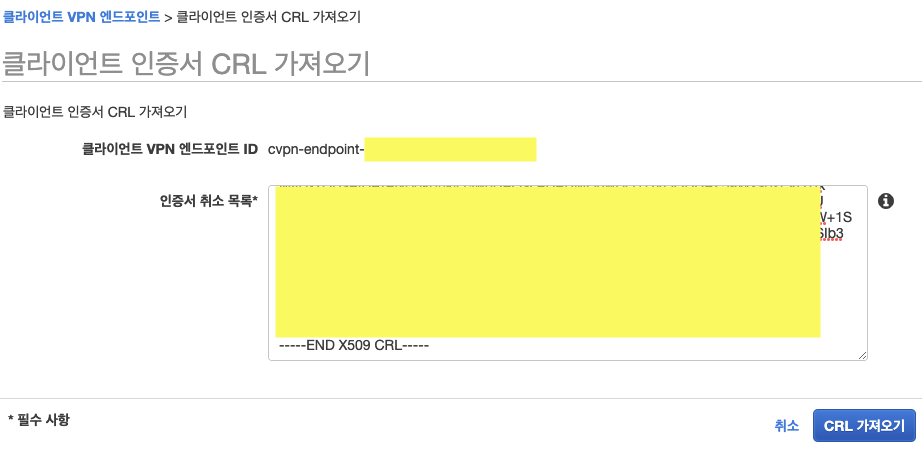 클라이언트 VPN 엔드포인트 > 클라이언트 인증서 CRL 가져오기
클라이언트 인증서 CRL 가져오기
클라이언트 인증서 CRL 가져오기
클라이언트 VPN 엔드포인트 ID cvpn-endpoint-
인증서 취소 목록*
W+1S
SIb3
-----END X509 CRL-----
* 필수 사항
취소 CRL 가져오기